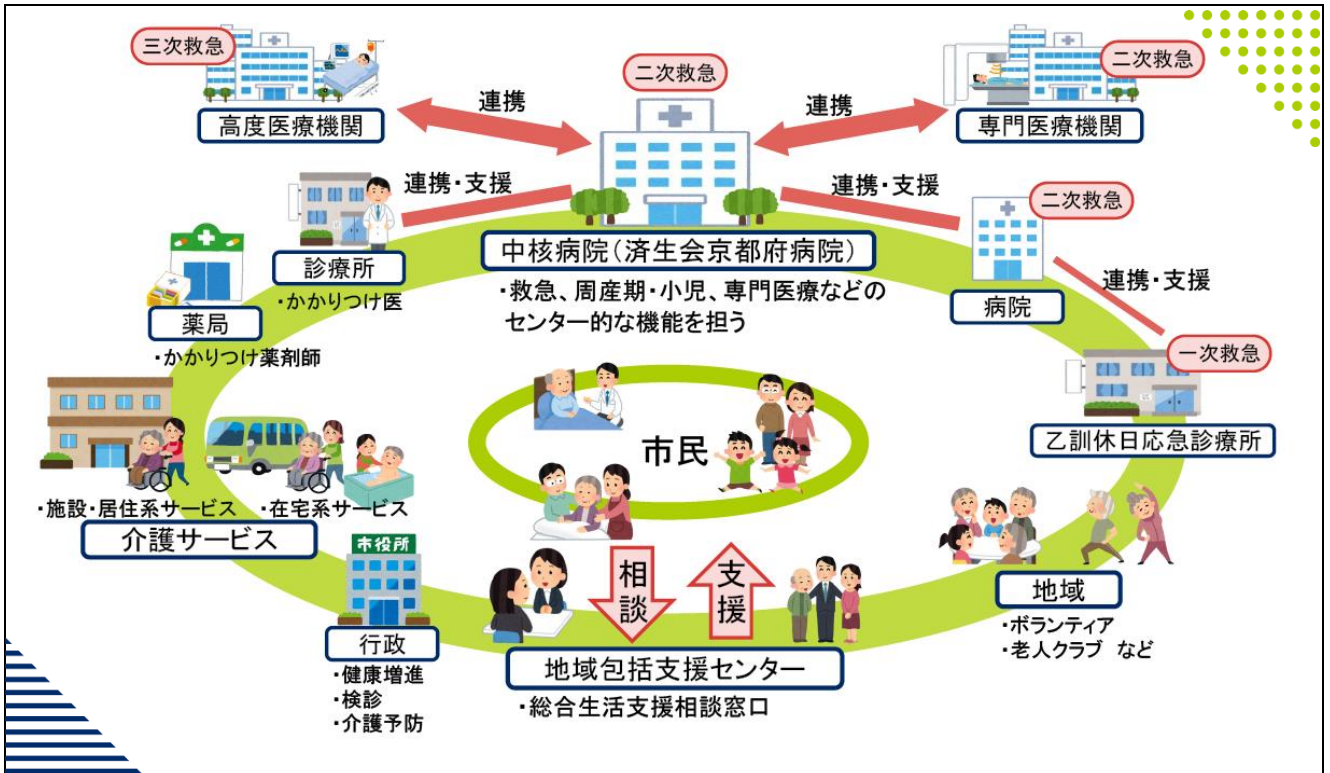 三次救急
高度医療機関
連携
二次救急
連携
二次救急
専門医療機関
連携・支援
連携・支援
二次救急
診療所
・かかりつけ医
中核病院(済生会京都府病院)
・救急、周産期・小児、専門医療などの
センター的な機能を担う
病院
連携・支援
薬局
・かかりつけ薬剤師
一次救急
乙訓休日応急診療所
市民
・施設・居住系サービス
・在宅系サービス
介護サービス
市役所
行政
・健康増進
・検診
・介護予防
相談
支援
地域包括支援センター
・総合生活支援相談窓口
地域
・ボランティア
・老人クラブ など